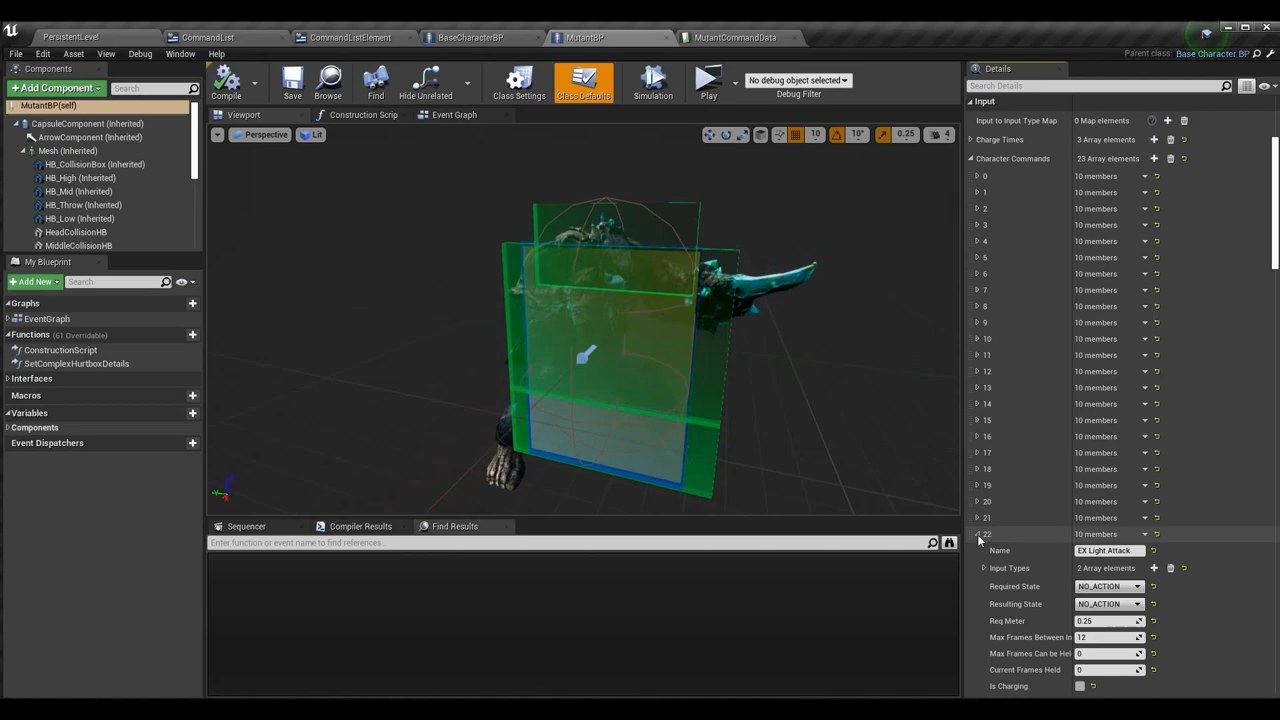 PersistentLevel
CommandList
CommandListElement
BaseCharacterBP
MutantBP
MutantCommandData
File Edit Asset View Debug Window Help
Parent class: Base Character BP
Components
+ Add Component
Search
MutantBP(self)
CapsuleComponent (Inherited)
ArrowComponent (Inherited)
Mesh (Inherited)
HB_CollisionBox (Inherited)
HB_High (Inherited)
HB_Mid (Inherited)
HB_Throw (Inherited)
HB_Low (Inherited)
HeadCollisionHB
MiddleCollisionHB
My Blueprint
+ Add New
Search
Graphs
EventGraph
Functions (61 Overridable)
ConstructionScript
SetComplexHurtboxDetails
Interfaces
Macros
Variables
Components
Event Dispatchers
Compile
Save
Browse
Find
Hide Unrelated
Class Settings
Class Defaults
Simulation
Play
No debug object selected
Debug Filter
Viewport
Construction Scrip
Event Graph
Perspective
Lit
10
10°
0.25
4
Sequencer
Compiler Results
Find Results
Enter function or event name to find references...
Details
Search Details
Input
Input to Input Type Map 0 Map elements
Charge Times 3 Array elements
Character Commands 23 Array elements
0 10 members
1 10 members
2 10 members
3 10 members
4 10 members
5 10 members
6 10 members
7 10 members
8 10 members
9 10 members
10 10 members
11 10 members
12 10 members
13 10 members
14 10 members
15 10 members
16 10 members
17 10 members
18 10 members
19 10 members
20 10 members
21 10 members
22 10 members
Name EX Light Attack
Input Types 2 Array elements
Required State NO_ACTION
Resulting State NO_ACTION
Req Meter 0.25
Max Frames Between In 12
Max Frames Can be Hel 0
Current Frames Held 0
Is Charging